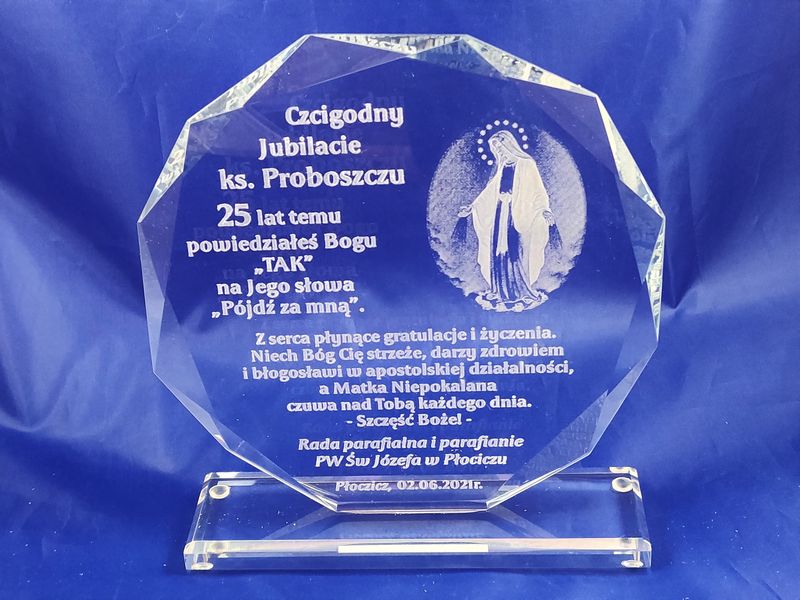 Czcigodny
Jubilacie
ks. Proboszczu
25 lat temu
powiedziałeś Bogu
„TAK”
na Jego słowa
„Pójdź za mną”.
Z serca płynące gratulacje i życzenia.
Niech Bóg Cię strzeże, darzy zdrowiem
i błogosławi w apostolskiej działalności,
a Matka Niepokalana
czuwa nad Tobą każdego dnia.
- Szczęść Boże! -
Rada parafialna i parafianie
PW Św Józefa w Płociczu
Płoczicz, 02.06.2021r.